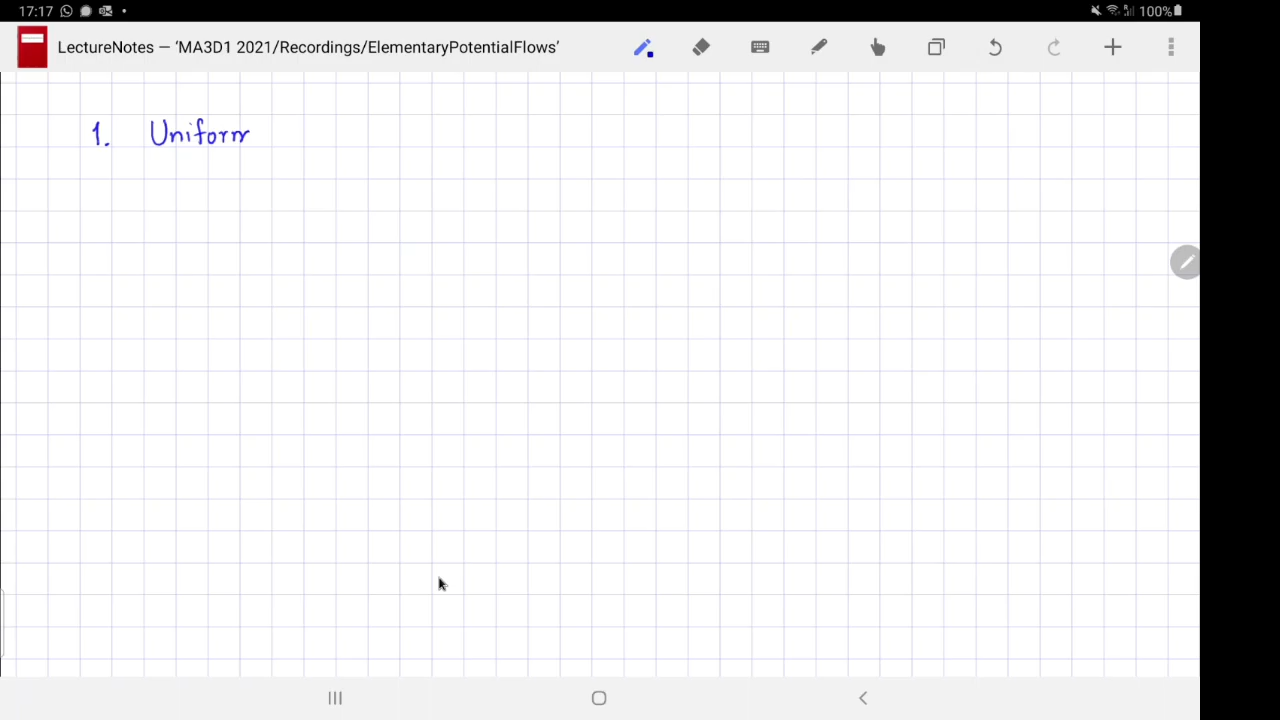 17:17 100%
LectureNotes — ‘MA3D1 2021/Recordings/ElementaryPotentialFlows’
1. Uniform